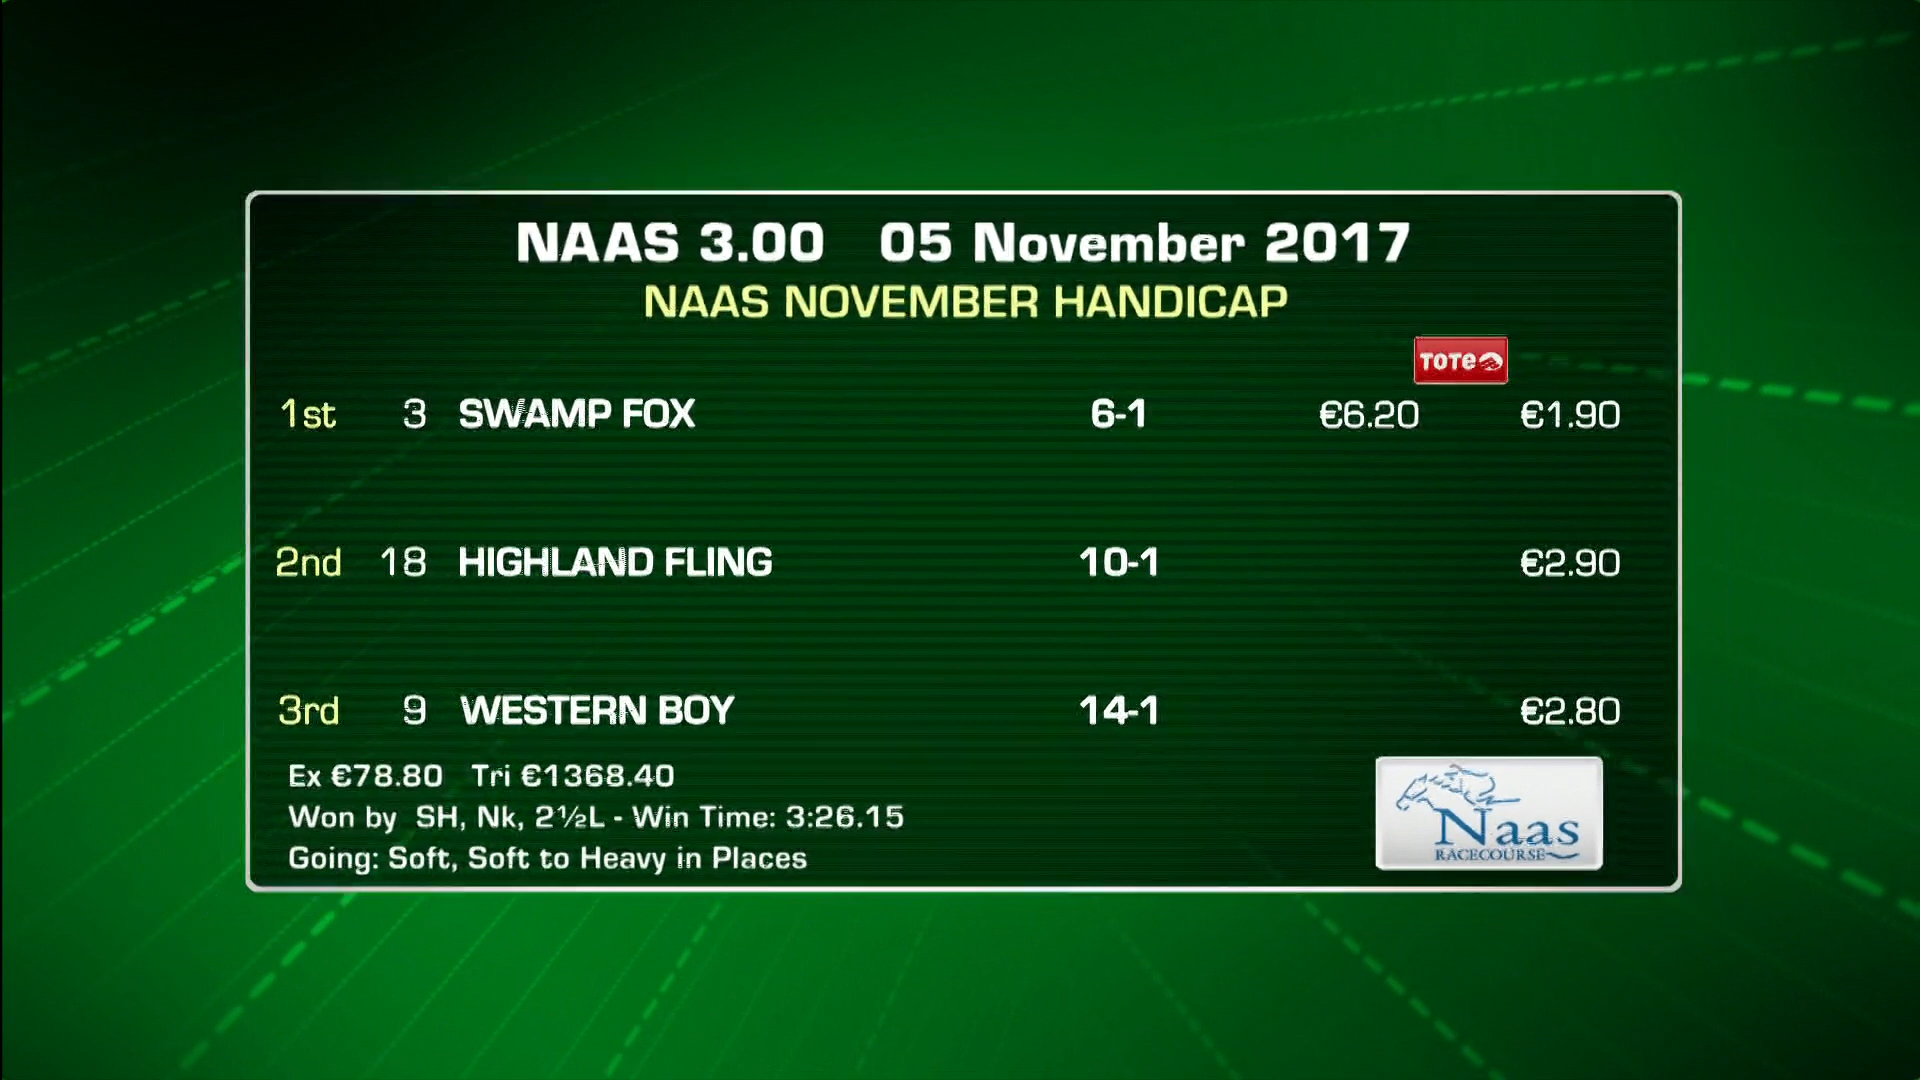 NAAS 3.00 05 November 2017
NAAS NOVEMBER HANDICAP
TOTE
1st 3 SWAMP FOX 6-1 €6.20 €1.90
2nd 18 HIGHLAND FLING 10-1 €2.90
3rd 9 WESTERN BOY 14-1 €2.80
Ex €78.80 Tri €1368.40
Won by SH, Nk, 2½L - Win Time: 3:26.15
Going: Soft, Soft to Heavy in Places
Naas
RACECOURSE